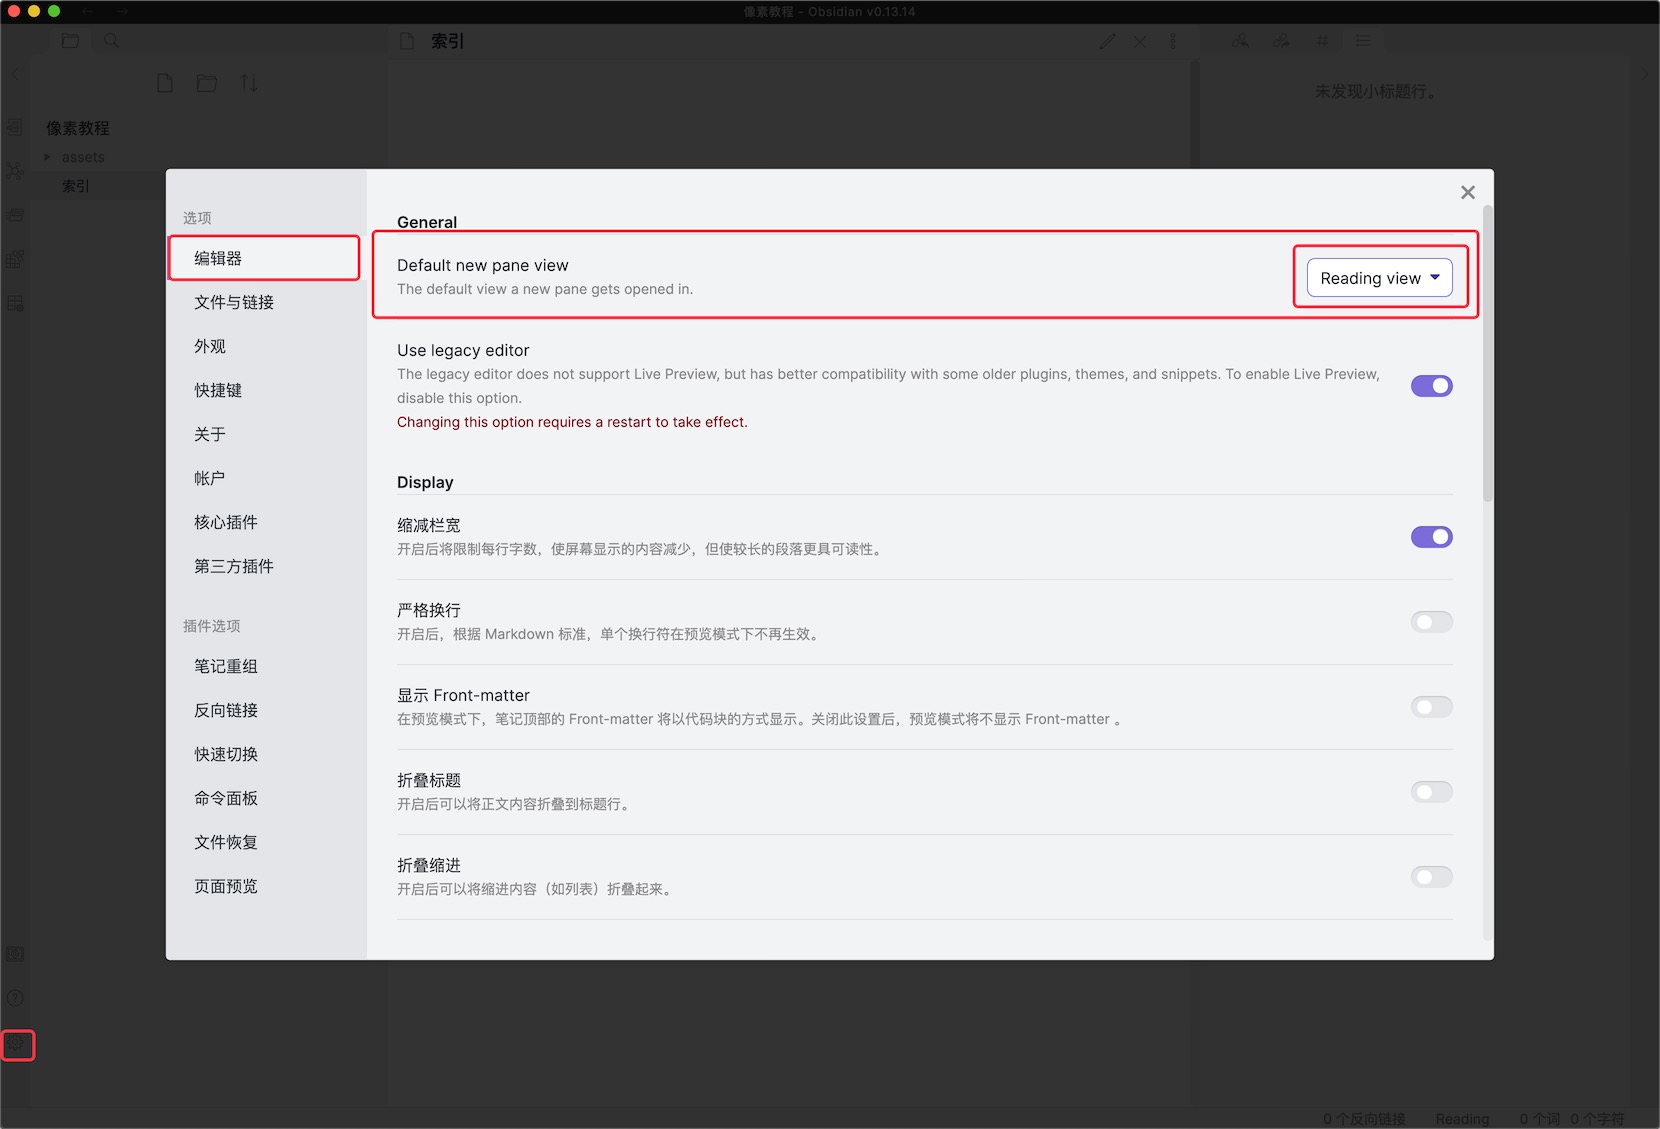 像素教程 - Obsidian v0.13.14
索引
未发现小标题行。
像素教程
assets
索引
选项
编辑器
文件与链接
外观
快捷键
关于
帐户
核心插件
第三方插件
插件选项
笔记重组
反向链接
快速切换
命令面板
文件恢复
页面预览
General
Default new pane view
The default view a new pane gets opened in.
Reading view
Use legacy editor
The legacy editor does not support Live Preview, but has better compatibility with some older plugins, themes, and snippets. To enable Live Preview,
disable this option.
Changing this option requires a restart to take effect.
Display
缩减栏宽
开启后将限制每行字数，使屏幕显示的内容减少，但使较长的段落更具可读性。
严格换行
开启后，根据 Markdown 标准，单个换行符在预览模式下不再生效。
显示 Front-matter
在预览模式下，笔记顶部的 Front-matter 将以代码块的方式显示。关闭此设置后，预览模式将不显示 Front-matter 。
折叠标题
开启后可以将正文内容折叠到标题行。
折叠缩进
开启后可以将缩进内容（如列表）折叠起来。
0 个反向链接 Reading 0 个词 0 个字符